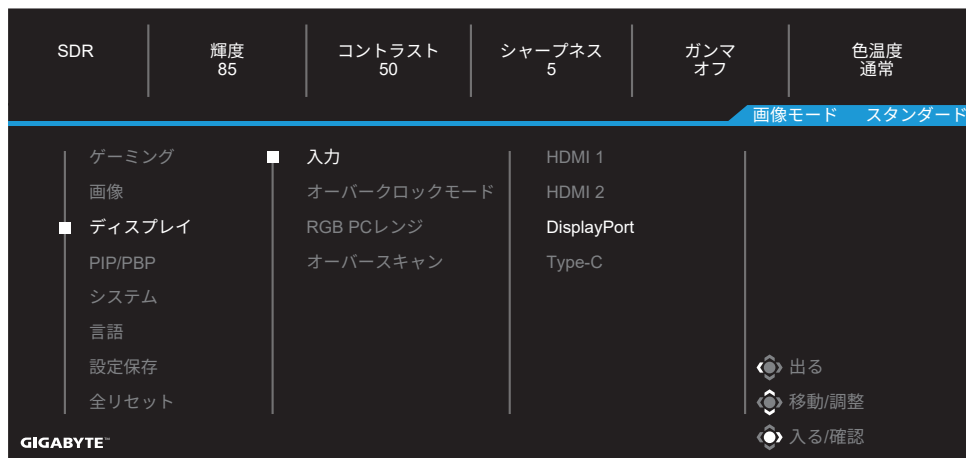 SDR
輝度
85
コントラスト
50
シャープネス
5
ガンマ
オフ
色温度
通常
画像モード スタンダード
ゲーミング
画像
ディスプレイ
PIP/PBP
システム
言語
設定保存
全リセット
入力
オーバークロックモード
RGB PCレンジ
オーバースキャン
HDMI 1
HDMI 2
DisplayPort
Type-C
出る
移動/調整
入る/確認
GIGABYTE™